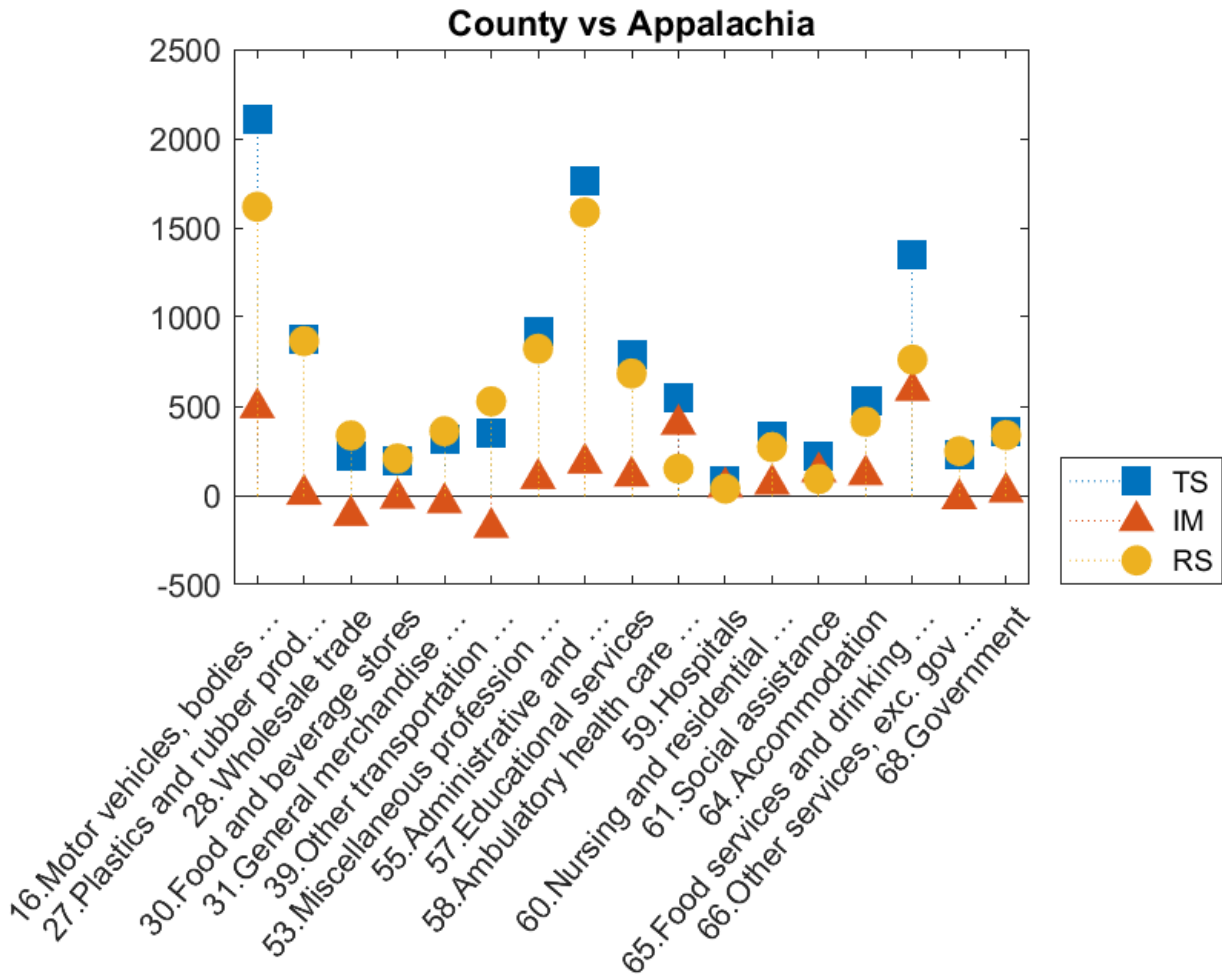 County vs Appalachia
2500
2000
1500
1000
500
0
-500
TS
IM
RS
16.Motor vehicles, bodies ...
27.Plastics and rubber prod...
28.Wholesale trade
30.Food and beverage stores
31.General merchandise ...
39.Other transportation ...
53.Miscellaneous profession ...
55.Administrative and ...
57.Educational services
58.Ambulatory health care ...
59.Hospitals
60.Nursing and residential ...
61.Social assistance
64.Accommodation
65.Food services and drinking ...
66.Other services, exc. gov ...
68.Government